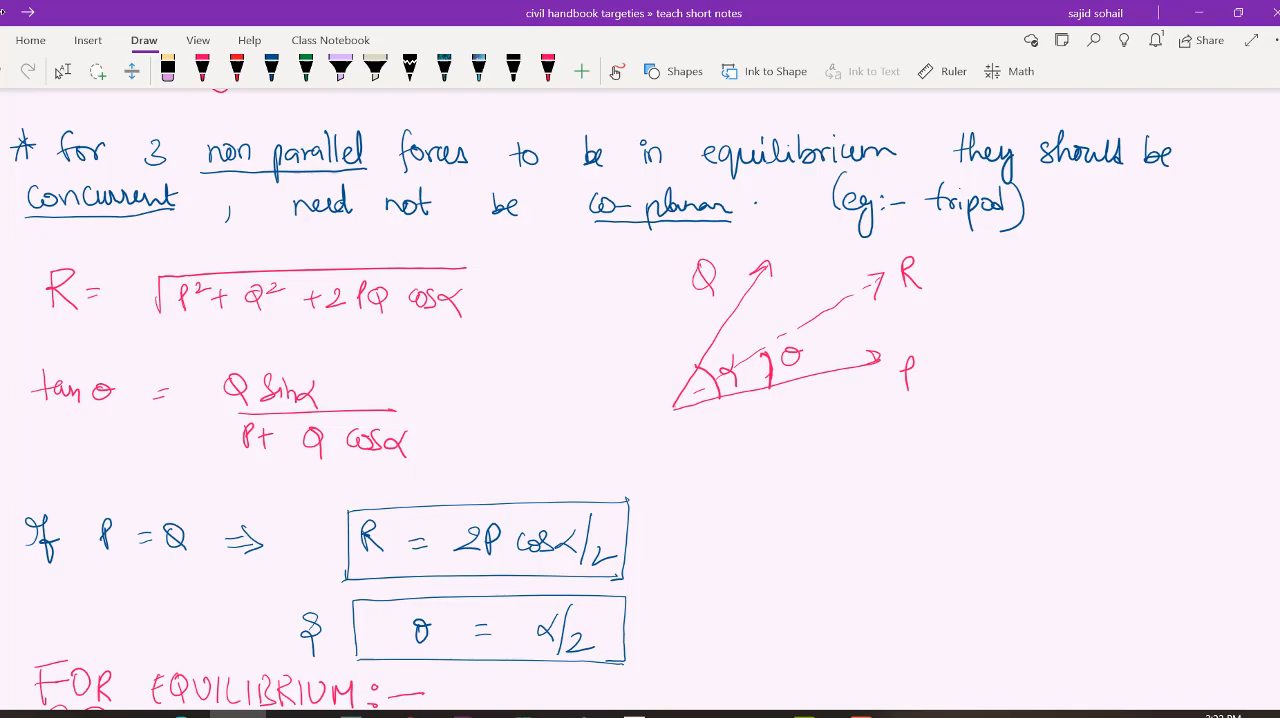 civil handbook targeties » teach short notes
sajid sohail
Home Insert Draw View Help Class Notebook
Share
Shapes Ink to Shape Ink to Text Ruler Math
* for 3 non parallel forces to be in equilibrium they should be
concurrent, need not be co-planar. (eg:- tripod)
R = √P² + Q² + 2PQ cosα
Q R
α θ P
tan θ = Q Sinα
P + Q cosα
If P = Q ⇒ R = 2P cosα/2
& θ = α/2
FOR EQUILIBRIUM :-